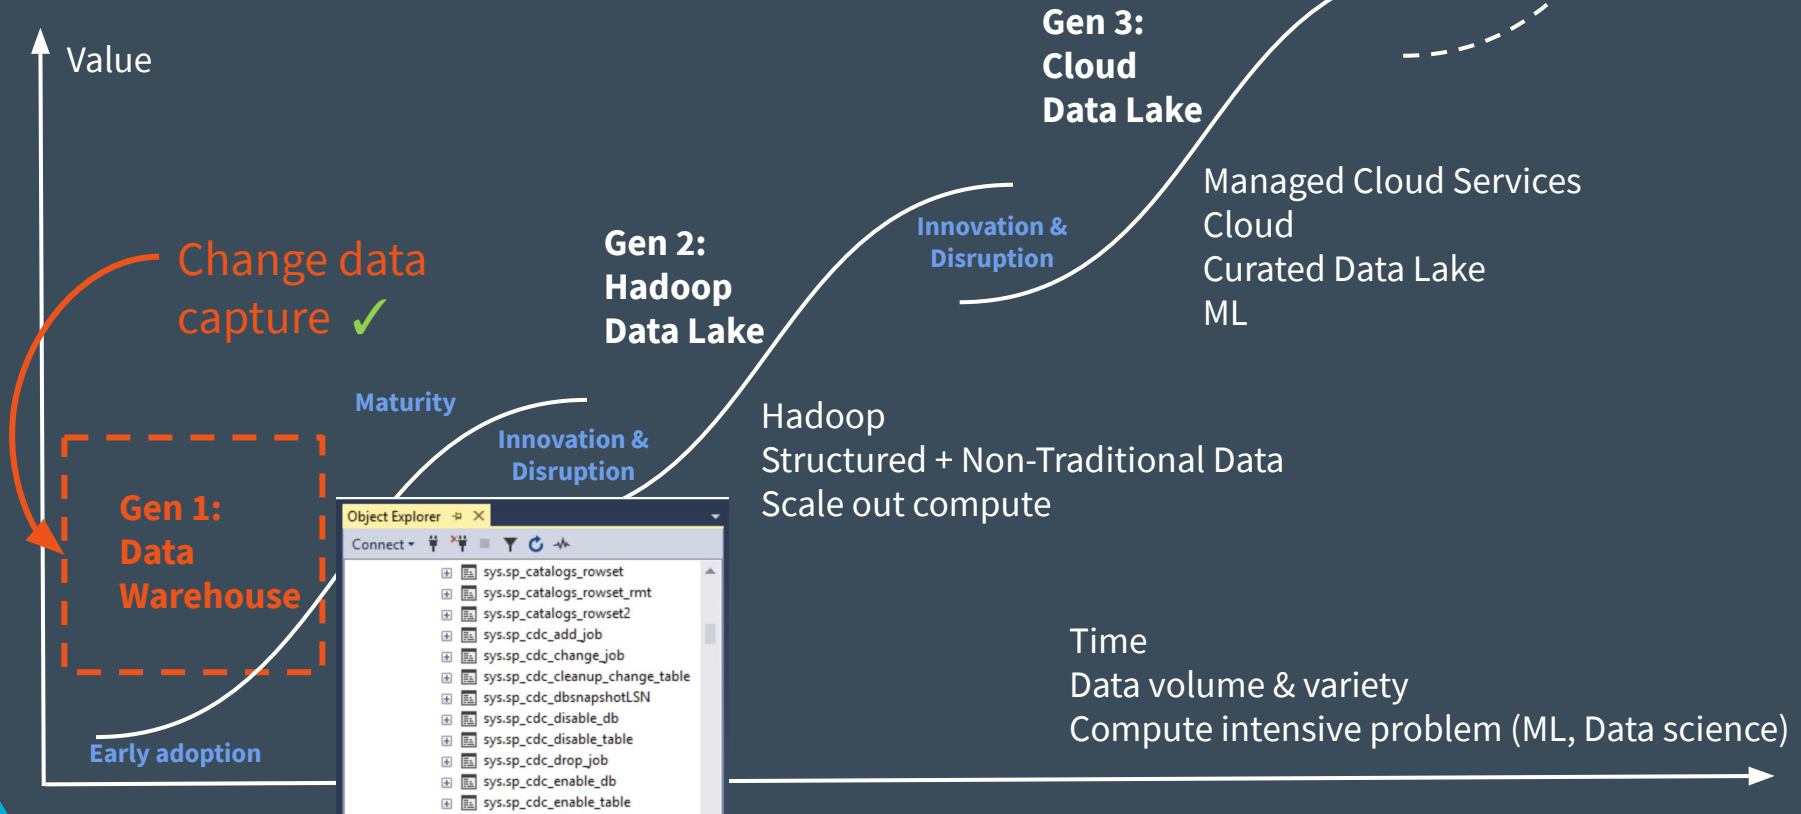 Value
Change data
capture ✓
Gen 1:
Data
Warehouse
Early adoption
Maturity
Innovation &
Disruption
Gen 2:
Hadoop
Data Lake
Hadoop
Structured + Non-Traditional Data
Scale out compute
Innovation &
Disruption
Gen 3:
Cloud
Data Lake
Managed Cloud Services
Cloud
Curated Data Lake
ML
Object Explorer
Connect
sys.sp_catalogs_rowset
sys.sp_catalogs_rowset_rmt
sys.sp_catalogs_rowset2
sys.sp_cdc_add_job
sys.sp_cdc_change_job
sys.sp_cdc_cleanup_change_table
sys.sp_cdc_dbsnapshotLSN
sys.sp_cdc_disable_db
sys.sp_cdc_disable_table
sys.sp_cdc_drop_job
sys.sp_cdc_enable_db
sys.sp_cdc_enable_table
Time
Data volume & variety
Compute intensive problem (ML, Data science)